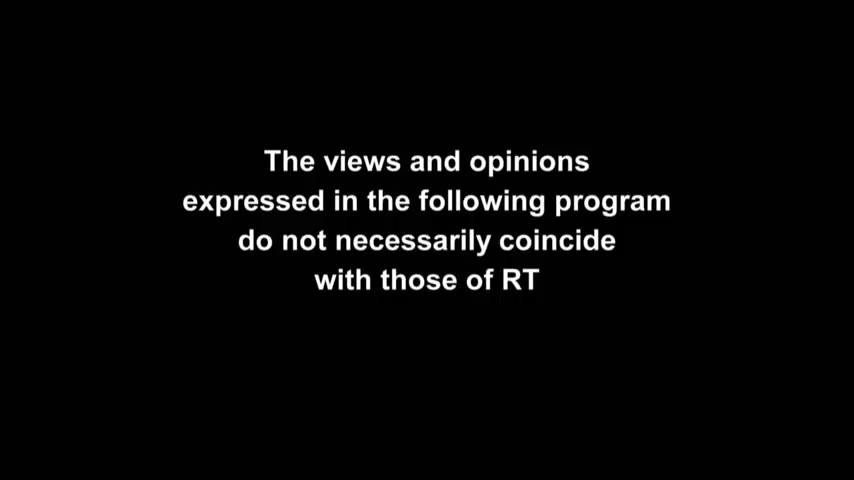 The views and opinions
expressed in the following program
do not necessarily coincide
with those of RT